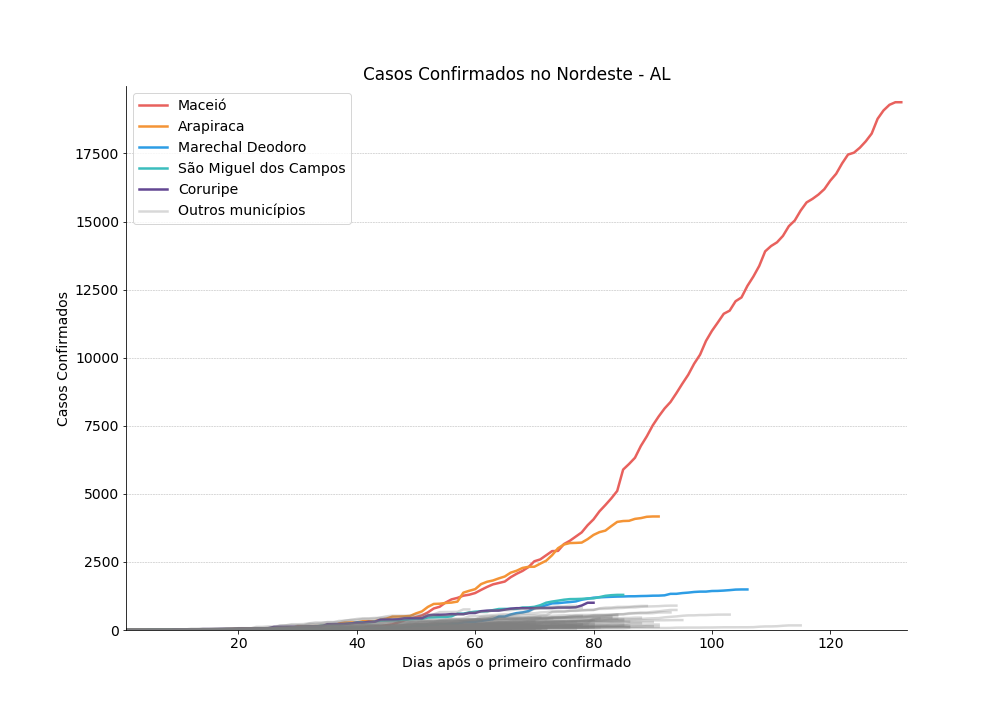 Casos Confirmados no Nordeste - AL
Maceió
Arapiraca
Marechal Deodoro
São Miguel dos Campos
Coruripe
Outros municípios
Casos Confirmados
17500
15000
12500
10000
7500
5000
2500
0
20
40
60
80
100
120
Dias após o primeiro confirmado